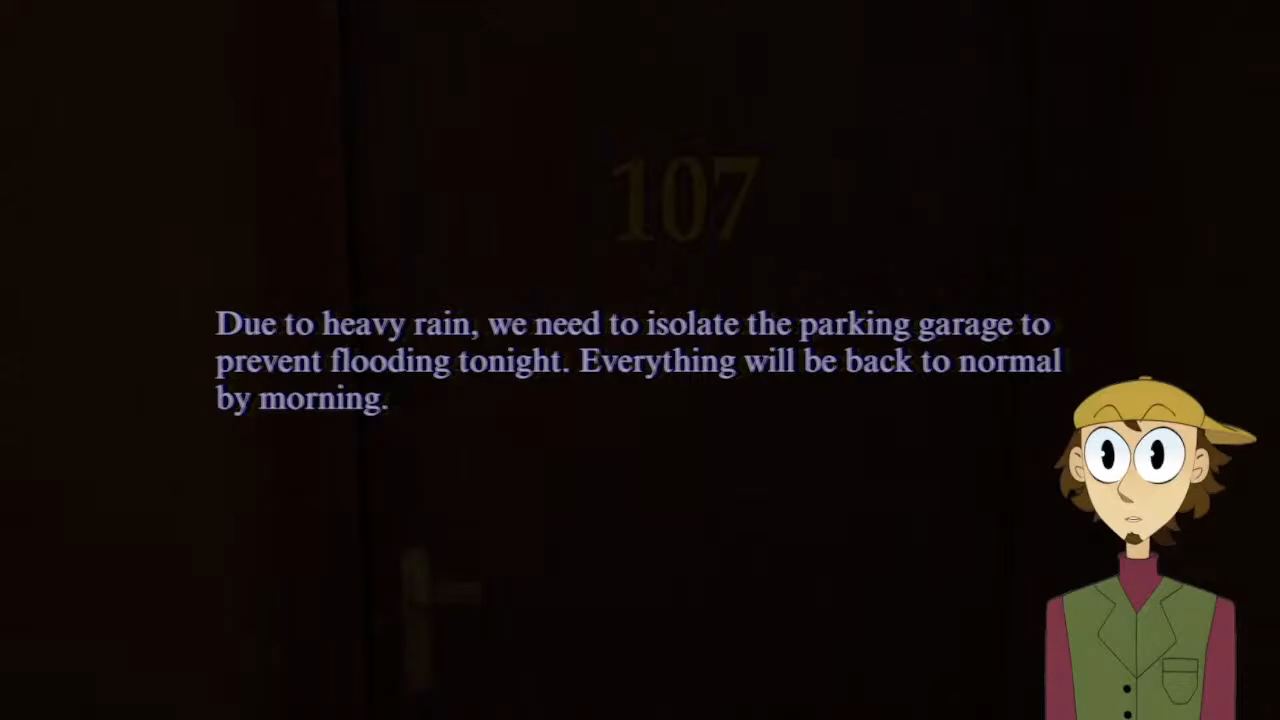 107
Due to heavy rain, we need to isolate the parking garage to
prevent flooding tonight. Everything will be back to normal
by morning.